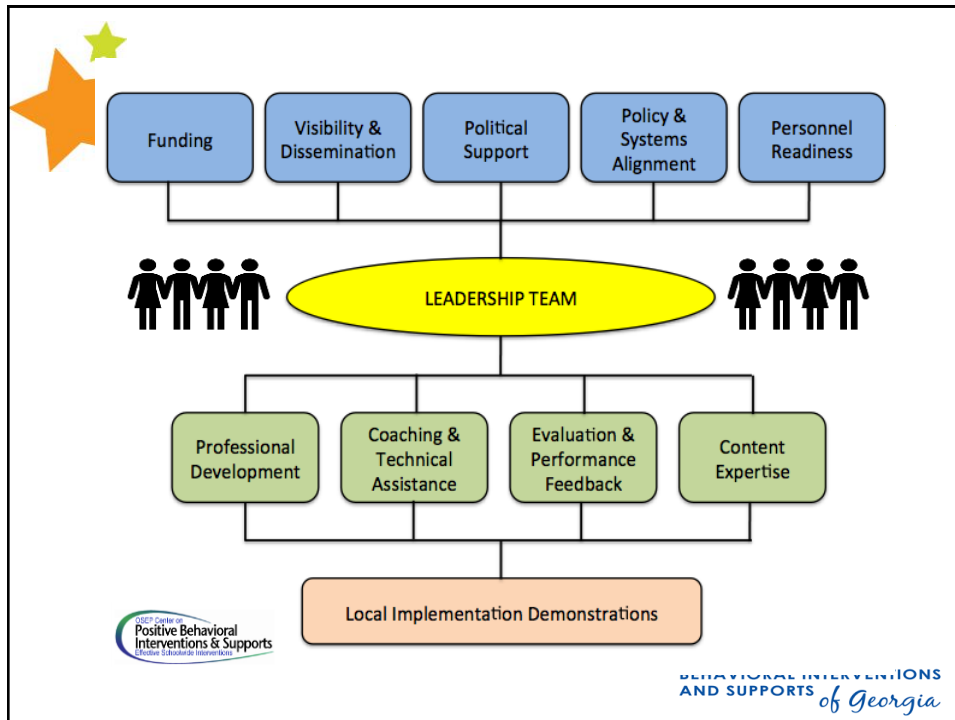 Funding
Visibility &
Dissemination
Political
Support
Policy &
Systems
Alignment
Personnel
Readiness
LEADERSHIP TEAM
Professional
Development
Coaching &
Technical
Assistance
Evaluation &
Performance
Feedback
Content
Expertise
Local Implementation Demonstrations
OSEP Center on
Positive Behavioral
Interventions & Supports
Effective Schoolwide Interventions
BEHAVIORAL INTERVENTIONS
AND SUPPORTS of Georgia